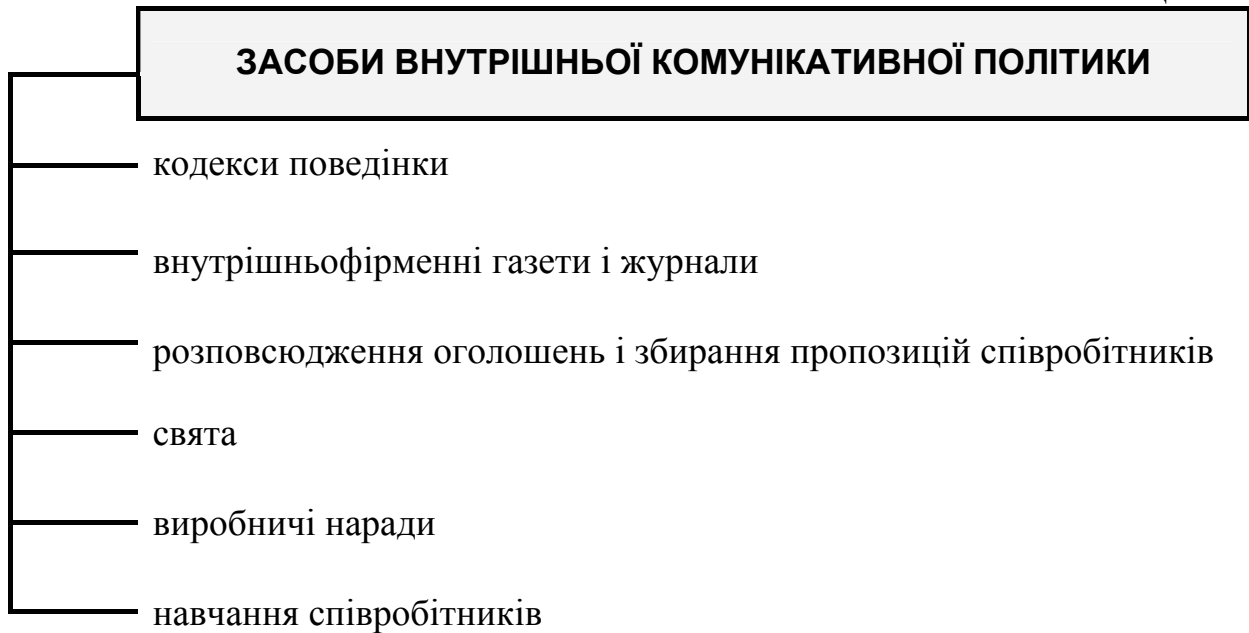 ЗАСОБИ ВНУТРІШНЬОЇ КОМУНІКАТИВНОЇ ПОЛІТИКИ
кодекси поведінки
внутрішньофірменні газети і журнали
розповсюдження оголошень і збирання пропозицій співробітників
свята
виробничі наради
навчання співробітників